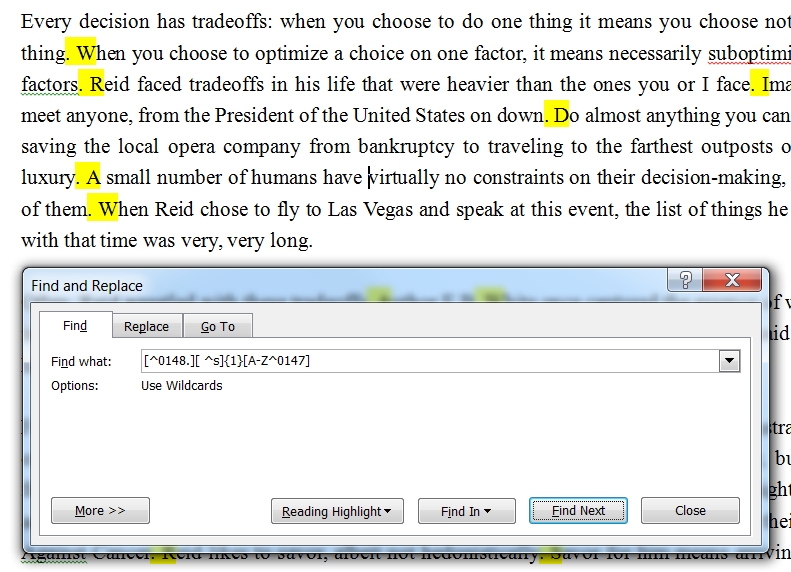 Every decision has tradeoffs: when you choose to do one thing it means you choose not
thing. When you choose to optimize a choice on one factor, it means necessarily suboptimi
factors. Reid faced tradeoffs in his life that were heavier than the ones you or I face. Ima
meet anyone, from the President of the United States on down. Do almost anything you can
saving the local opera company from bankruptcy to traveling to the farthest outposts o
luxury. A small number of humans have virtually no constraints on their decision-making,
of them. When Reid chose to fly to Las Vegas and speak at this event, the list of things he
with that time was very, very long.
Find and Replace
Find
Replace
Go To
Find what:
[^0148.][ ^s]{1}[A-Z^0147]
Options:
Use Wildcards
More >>
Reading Highlight
Find In
Find Next
Close
Against Cancer. Reid likes to savor, albeit not hedonistically. Savor for him means arrivin